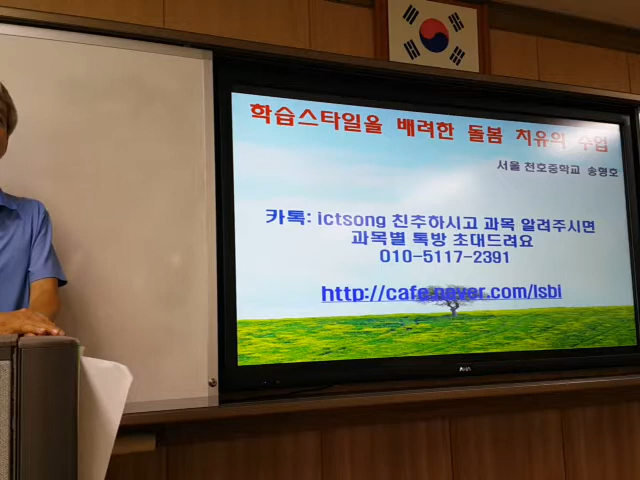 학습스타일을 배려한 돌봄 치유의 수업
서울 천호중학교 송형호
카톡: ictsong 친추하시고 과목 알려주시면
과목별 톡방 초대드려요
010-5117-2391
http://cafe.naver.com/lsbi